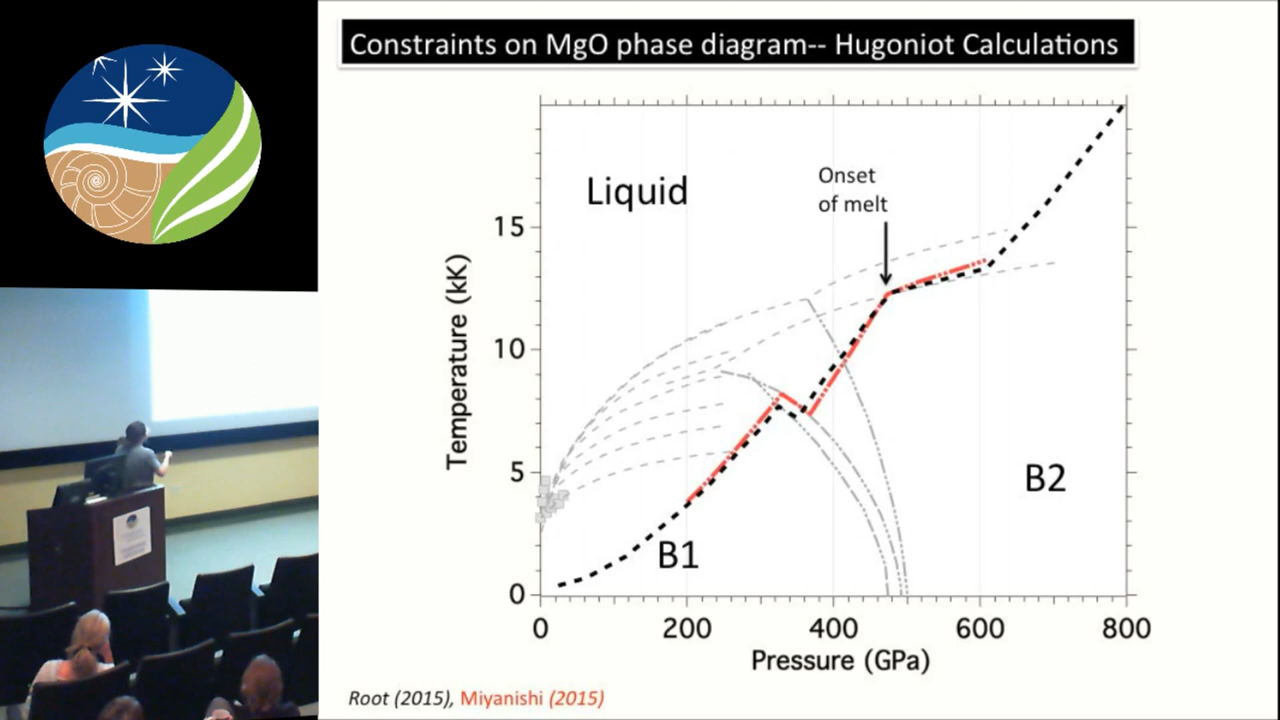 Constraints on MgO phase diagram-- Hugoniot Calculations
Liquid
Onset
of melt
B2
B1
Temperature (kK)
15
10
5
0
0 200 400 600 800
Pressure (GPa)
Root (2015), Miyanishi (2015)